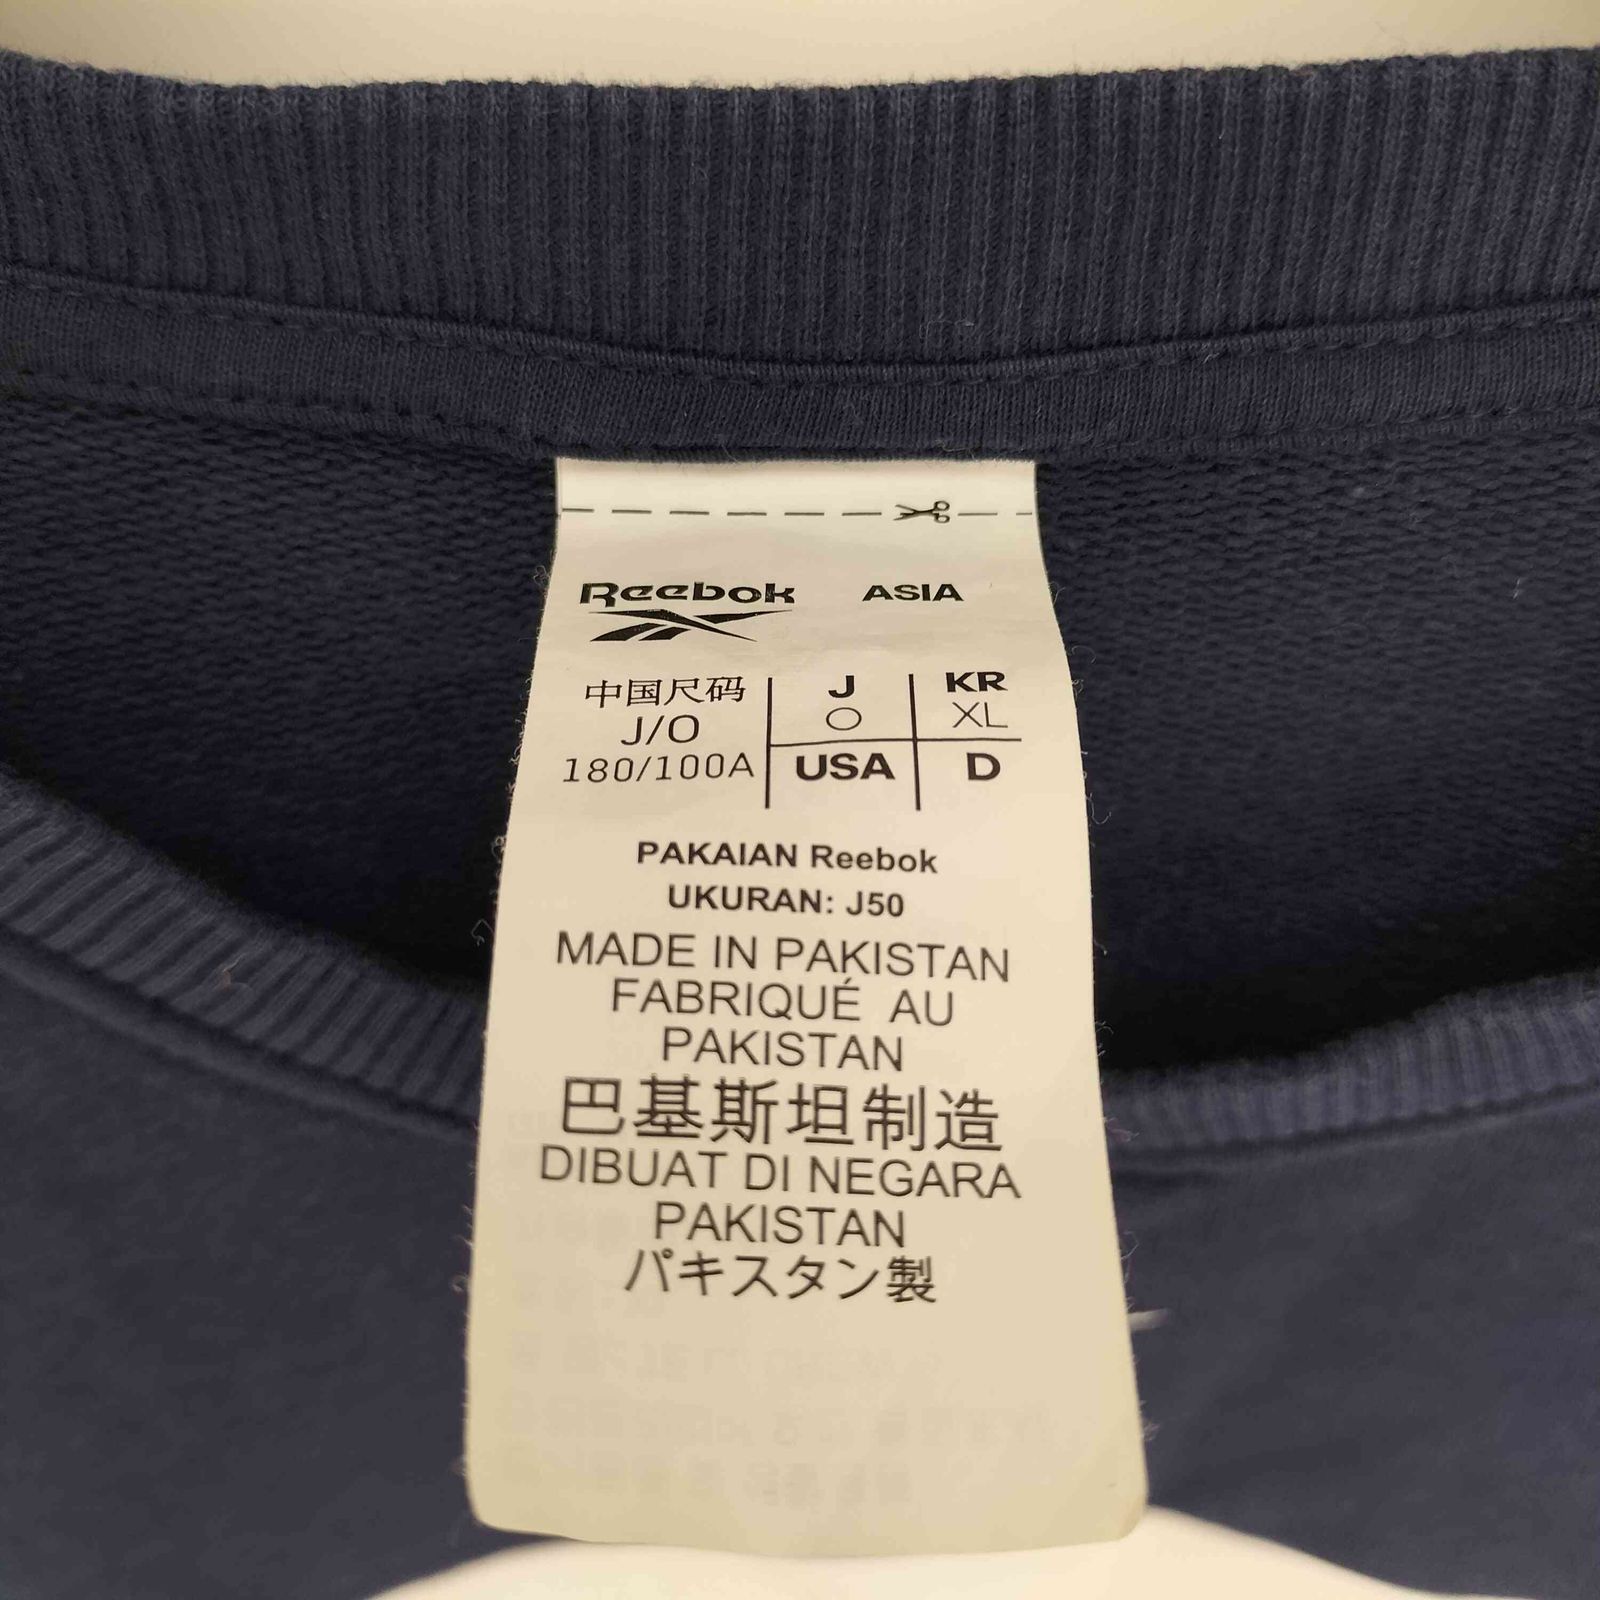 Reebok ASIA
中国尺码 J KR
J/O O XL
180/100A USA D
PAKAIAN Reebok
UKURAN: J50
MADE IN PAKISTAN
FABRIQUÉ AU
PAKISTAN
巴基斯坦制造
DIBUAT DI NEGARA
PAKISTAN
パキスタン製